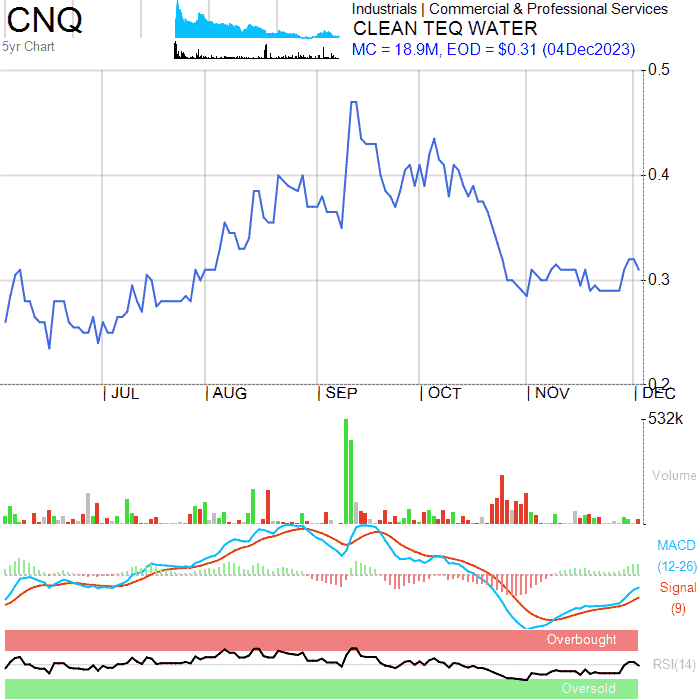 CNQ
5yr Chart
Industrials | Commercial & Professional Services
CLEAN TEQ WATER
MC = 18.9M, EOD = $0.31 (04Dec2023)
0.5
0.4
0.3
0.2
JUL
AUG
SEP
OCT
NOV
DEC
532k
Volume
MACD
(12-26)
Signal
(9)
Overbought
RSI(14)
Oversold